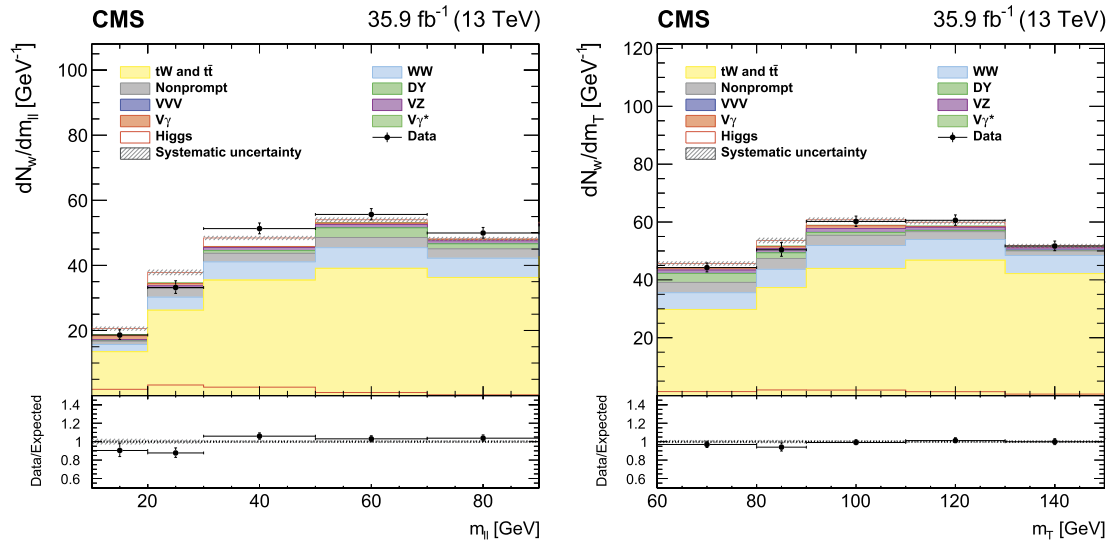 CMS 35.9 fb⁻¹ (13 TeV)
dN_w/dm_ll [GeV⁻¹]
100
80
60
40
20
tW and tt̄ WW
Nonprompt DY
VVV VZ
Vγ Vγ*
Higgs Data
Systematic uncertainty
Data/Expected
1.4
1.2
1
0.8
0.6
20 40 60 80
m_ll [GeV]
CMS 35.9 fb⁻¹ (13 TeV)
dN_w/dm_T [GeV⁻¹]
120
100
80
60
40
20
tW and tt̄ WW
Nonprompt DY
VVV VZ
Vγ Vγ*
Higgs Data
Systematic uncertainty
Data/Expected
1.4
1.2
1
0.8
0.6
60 80 100 120 140
m_T [GeV]